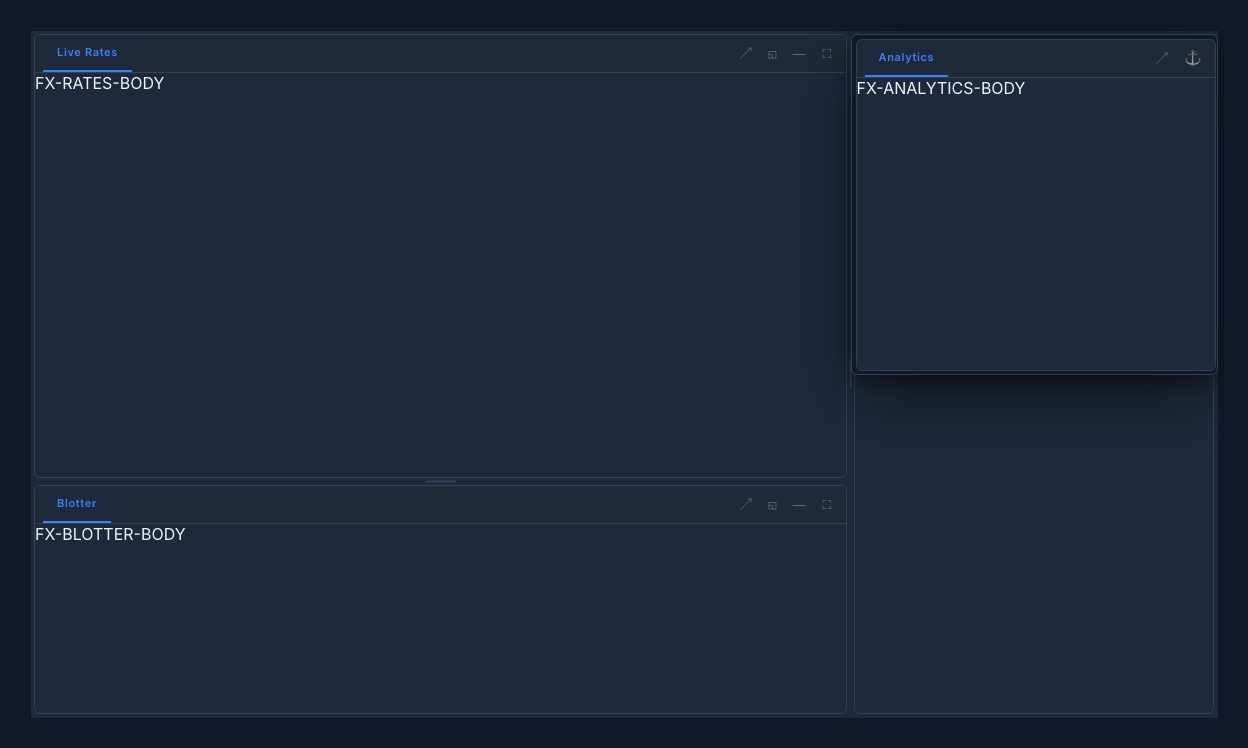 Live Rates
FX-RATES-BODY
Analytics
FX-ANALYTICS-BODY
Blotter
FX-BLOTTER-BODY